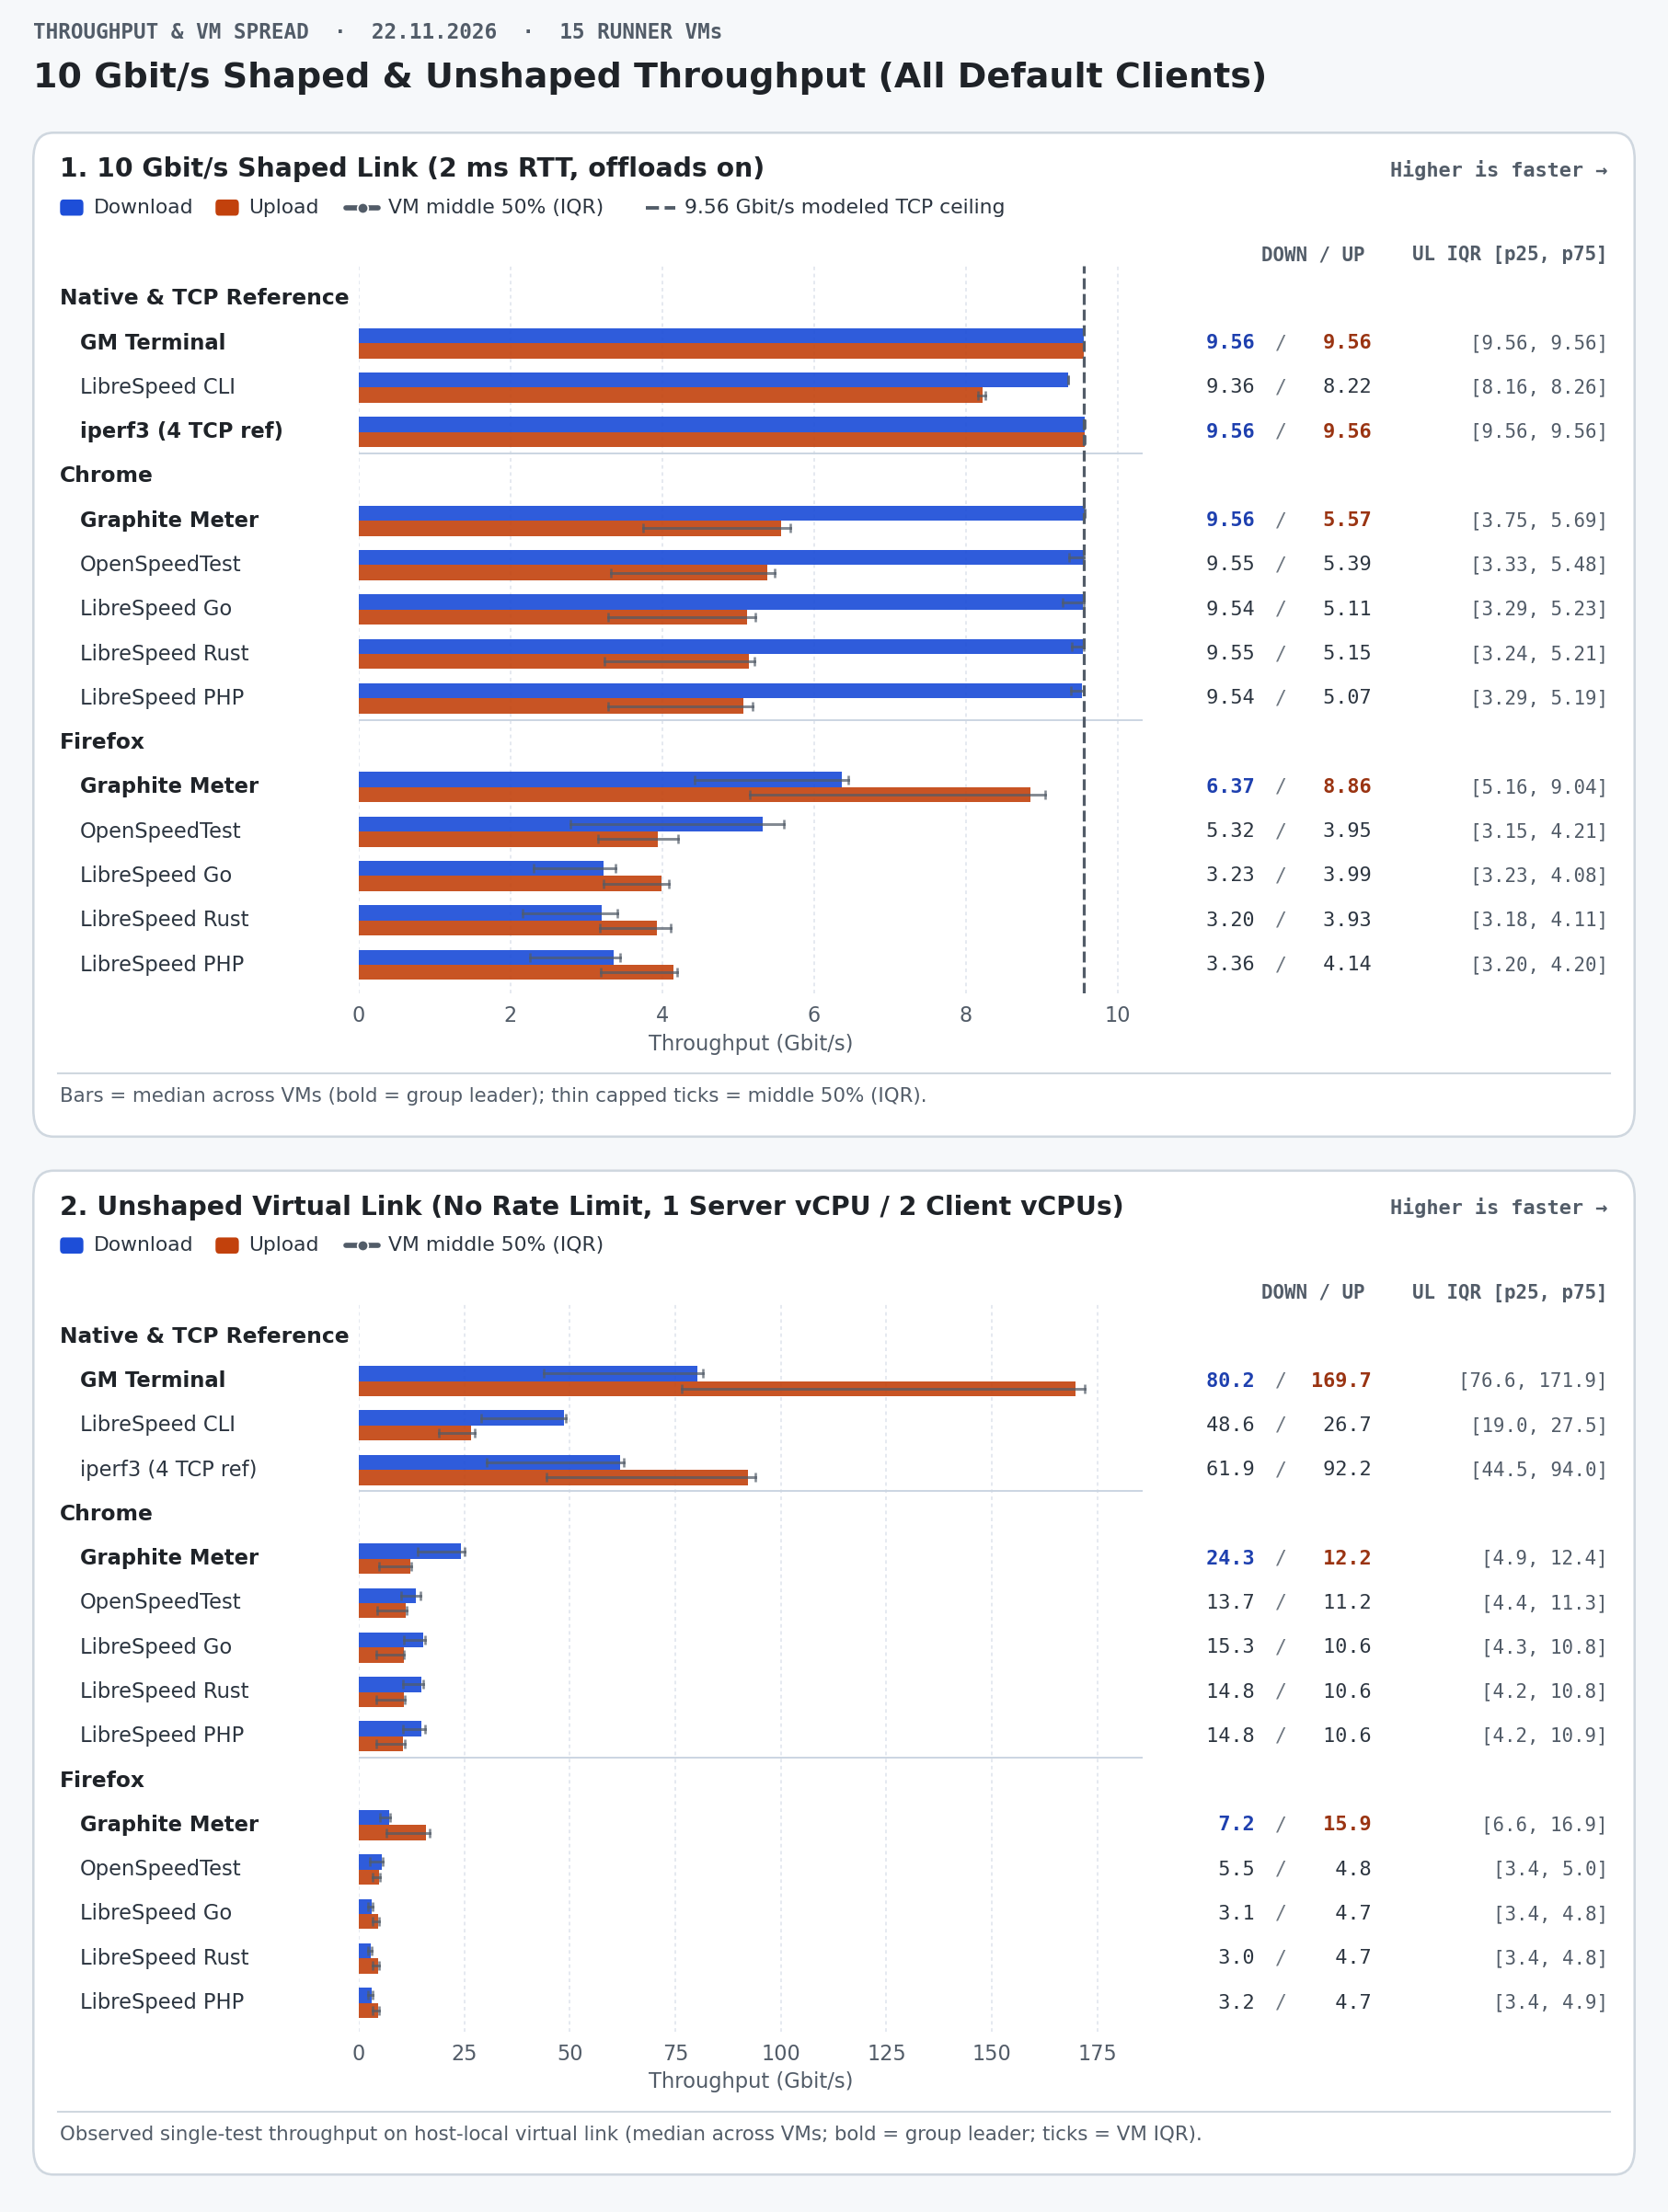 THROUGHPUT & VM SPREAD · 22.11.2026 · 15 RUNNER VMs
10 Gbit/s Shaped & Unshaped Throughput (All Default Clients)
1. 10 Gbit/s Shaped Link (2 ms RTT, offloads on)
Higher is faster →
Download Upload VM middle 50% (IQR) 9.56 Gbit/s modeled TCP ceiling
DOWN / UP UL IQR [p25, p75]
Native & TCP Reference
GM Terminal 9.56 / 9.56 [9.56, 9.56]
LibreSpeed CLI 9.36 / 8.22 [8.16, 8.26]
iperf3 (4 TCP ref) 9.56 / 9.56 [9.56, 9.56]
Chrome
Graphite Meter 9.56 / 5.57 [3.75, 5.69]
OpenSpeedTest 9.55 / 5.39 [3.33, 5.48]
LibreSpeed Go 9.54 / 5.11 [3.29, 5.23]
LibreSpeed Rust 9.55 / 5.15 [3.24, 5.21]
LibreSpeed PHP 9.54 / 5.07 [3.29, 5.19]
Firefox
Graphite Meter 6.37 / 8.86 [5.16, 9.04]
OpenSpeedTest 5.32 / 3.95 [3.15, 4.21]
LibreSpeed Go 3.23 / 3.99 [3.23, 4.08]
LibreSpeed Rust 3.20 / 3.93 [3.18, 4.11]
LibreSpeed PHP 3.36 / 4.14 [3.20, 4.20]
0 2 4 6 8 10
Throughput (Gbit/s)
Bars = median across VMs (bold = group leader); thin capped ticks = middle 50% (IQR).
2. Unshaped Virtual Link (No Rate Limit, 1 Server vCPU / 2 Client vCPUs)
Higher is faster →
Download Upload VM middle 50% (IQR)
DOWN / UP UL IQR [p25, p75]
Native & TCP Reference
GM Terminal 80.2 / 169.7 [76.6, 171.9]
LibreSpeed CLI 48.6 / 26.7 [19.0, 27.5]
iperf3 (4 TCP ref) 61.9 / 92.2 [44.5, 94.0]
Chrome
Graphite Meter 24.3 / 12.2 [4.9, 12.4]
OpenSpeedTest 13.7 / 11.2 [4.4, 11.3]
LibreSpeed Go 15.3 / 10.6 [4.3, 10.8]
LibreSpeed Rust 14.8 / 10.6 [4.2, 10.8]
LibreSpeed PHP 14.8 / 10.6 [4.2, 10.9]
Firefox
Graphite Meter 7.2 / 15.9 [6.6, 16.9]
OpenSpeedTest 5.5 / 4.8 [3.4, 5.0]
LibreSpeed Go 3.1 / 4.7 [3.4, 4.8]
LibreSpeed Rust 3.0 / 4.7 [3.4, 4.8]
LibreSpeed PHP 3.2 / 4.7 [3.4, 4.9]
0 25 50 75 100 125 150 175
Throughput (Gbit/s)
Observed single-test throughput on host-local virtual link (median across VMs; bold = group leader; ticks = VM IQR).